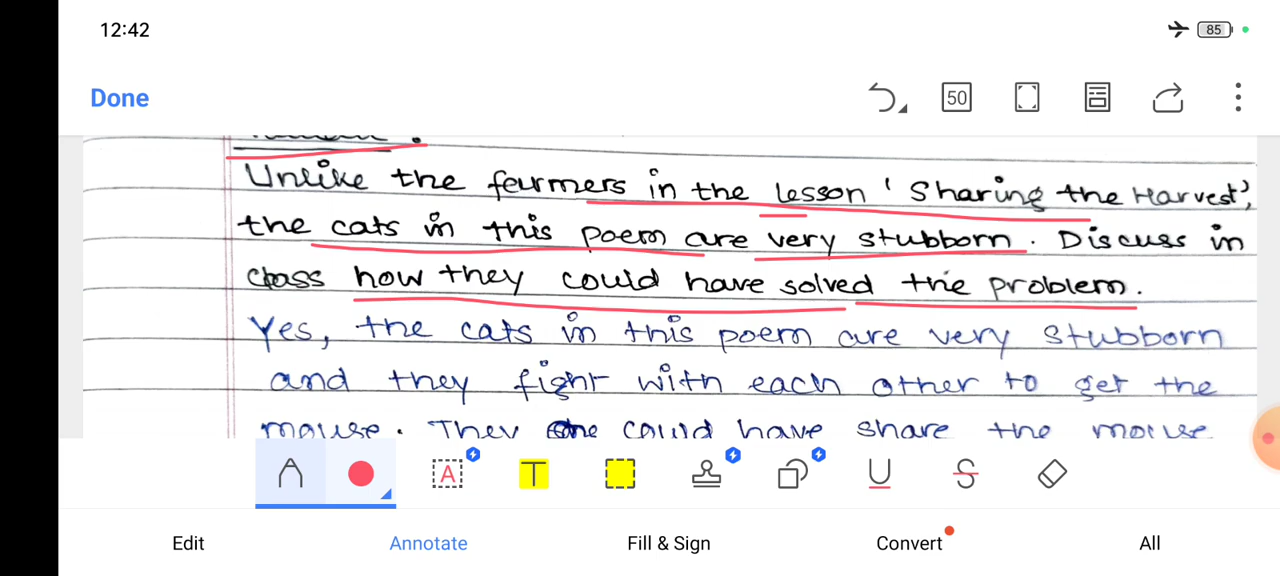 12:42
85
Done
50
Unlike the feurmers in the lesson ' Sharing the Harvest',
the cats in this poem are very stubborn. Discuss in
class how they could have solved the problem.
Yes, the cats in this poem are very stubborn
and they fight with each other to get the
mouse. They could have share the mouse
A
A
T
U
S
Edit
Annotate
Fill & Sign
Convert
All